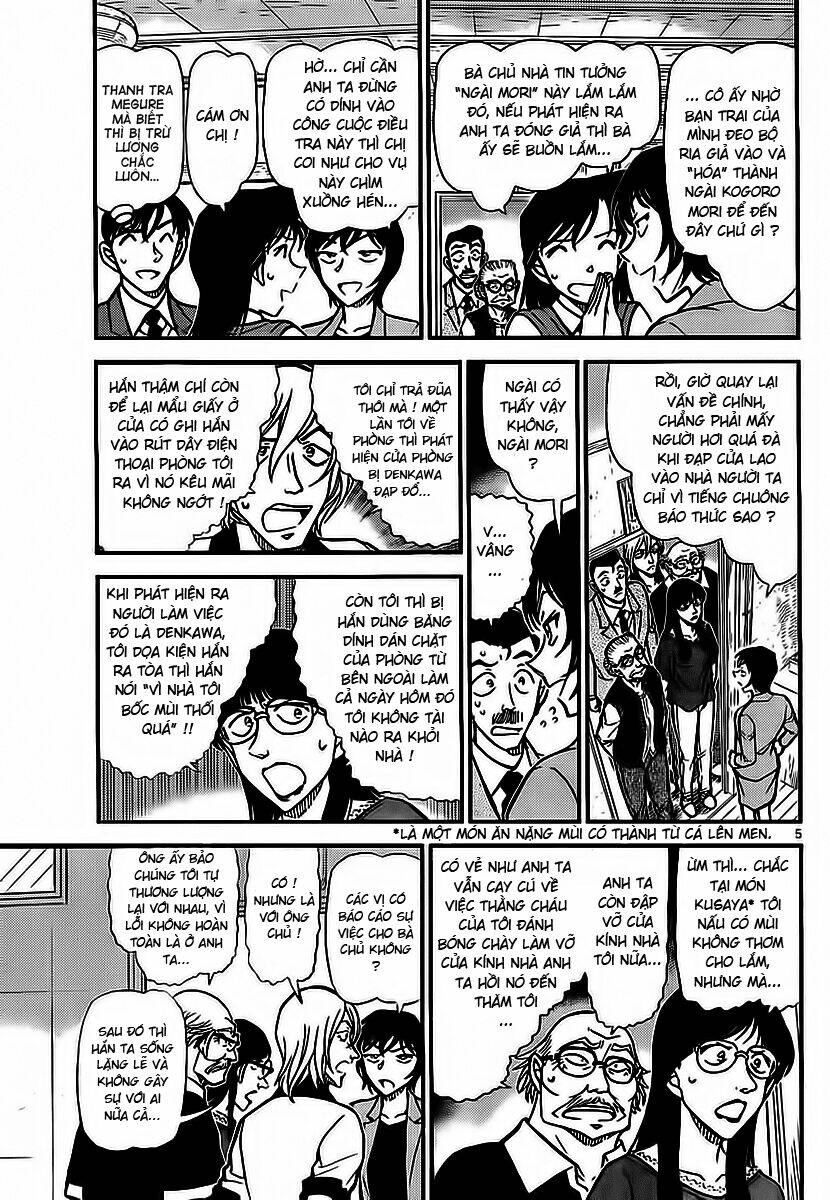 ... CÔ ẤY NHỜ
BẠN TRAI CỦA
MÌNH ĐEO BỘ
RIA GIẢ VÀO VÀ
"HÓA" THÀNH
NGÀI KOGORO
MORI ĐỂ ĐẾN
ĐÂY CHỨ GÌ ?
BÀ CHỦ NHÀ TIN TƯỞNG
"NGÀI MORI" NÀY LẮM LẮM
ĐÓ, NẾU PHÁT HIỆN RA
ANH TA ĐÓNG GIẢ THÌ BÀ
ẤY SẼ BUỒN LẮM...
HỜ... CHỈ CẦN
ANH TA ĐỪNG
CÓ DÍNH VÀO
CÔNG CUỘC ĐIỀU
TRA NÀY THÌ CHỊ
COI NHƯ CHO VỤ
NÀY CHÌM
XUỒNG HÉN...
CÁM ƠN
CHỊ !
THANH TRA
MEGURE
MÀ BIẾT
THÌ BỊ TRỪ
LƯƠNG
CHẮC
LUÔN...
RỒI, GIỜ QUAY LẠI
VẤN ĐỀ CHÍNH,
CHẲNG PHẢI MẤY
NGƯỜI HƠI QUÁ ĐÀ
KHI ĐẠP CỬA LAO
VÀO NHÀ NGƯỜI TA
CHỈ VÌ TIẾNG CHUÔNG
BÁO THỨC SAO ?
NGÀI CÓ
THẤY VẬY
KHÔNG,
NGÀI MORI
?
V...
VÂNG
...
TÔI CHỈ TRẢ ĐŨA
THÔI MÀ ! MỘT
LẦN TÔI VỀ
PHÒNG THÌ PHÁT
HIỆN CỬA PHÒNG
BỊ DENKAWA
ĐẠP ĐỔ...
HẮN THẬM CHÍ CÒN
ĐỂ LẠI MẨU GIẤY Ở
CỬA CÓ GHI HẮN
VÀO RÚT DÂY ĐIỆN
THOẠI PHÒNG TÔI
VÌ NÓ KÊU MÃI
KHÔNG NGỚT !
CÒN TÔI THÌ BỊ
HẮN DÙNG BĂNG
DÍNH DÁN CHẶT
CỬA PHÒNG TỪ
BÊN NGOÀI LÀM
CẢ NGÀY HÔM ĐÓ
TÔI KHÔNG TÀI
NÀO RA KHỎI
NHÀ !
KHI PHÁT HIỆN RA
NGƯỜI LÀM VIỆC
ĐÓ LÀ DENKAWA,
TÔI DỌA KIỆN HẮN
RA TÒA THÌ HẮN
NÓI "VÌ NHÀ TÔI
BỐC MÙI THỐI
QUÁ" !!
*LÀ MỘT MÓN ĂN NẶNG MÙI CÓ THÀNH TỪ CÁ LÊN MEN.
5
ỪM THÌ... CHẮC
TẠI MÓN
KUSAYA* TÔI
NẤU CÓ MÙI
KHÔNG THƠM
CHO LẮM,
NHƯNG MÀ...
ANH TA
CÒN ĐẬP
VỠ CỬA
KÍNH NHÀ
TÔI NỮA...
CÓ VẺ NHƯ ANH TA
VẪN CAY CÚ VỀ
VIỆC THẰNG CHÁU
CỦA TÔI ĐÁNH
BÓNG CHÀY LÀM VỠ
CỬA KÍNH NHÀ ANH
TA HỒI NÓ ĐẾN
THĂM TÔI
...
CÁC VỊ CÓ
BÁO CÁO SỰ
VIỆC CHO BÀ
CHỦ KHÔNG
?
CÓ !
NHƯNG LÀ
VỚI ÔNG
CHỦ !
ÔNG ẤY BẢO
CHÚNG TÔI TỰ
THƯƠNG LƯỢNG
LẠI VỚI NHAU, VÌ
LỖI KHÔNG HOÀN
TOÀN LÀ Ở ANH
TA...
SAU ĐÓ THÌ
HẮN TA SỐNG
LẶNG LẼ VÀ
KHÔNG GÂY
SỰ VỚI AI
NỮA CẢ...